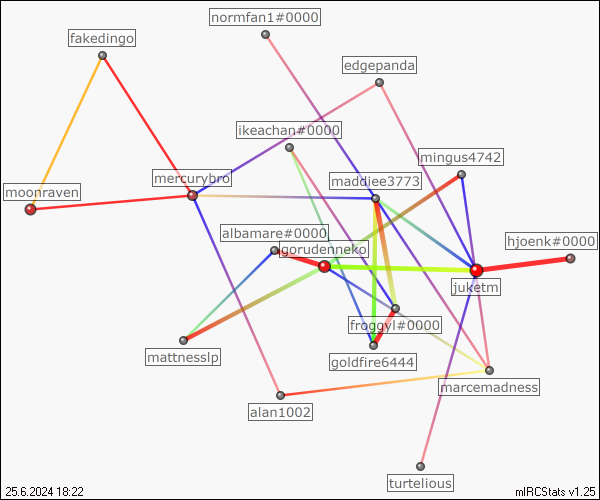 normfan1#0000
fakedingo
edgepanda
ikeachan#0000
mingus4742
mercurybro
maddiee3773
moonraven
albamare#0000
hjoenk#0000
gorudenneko
juketm
froggyl#0000
mattnesslp
goldfire6444
marcemadness
alan1002
turtelious
25.6.2024 18:22
mIRCStats v1.25